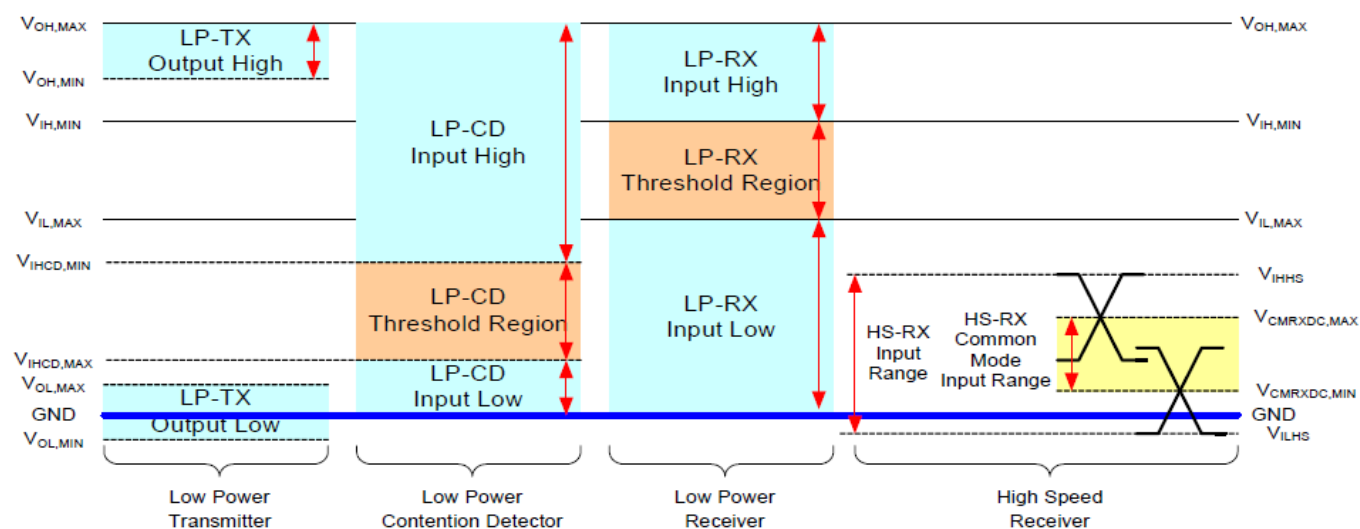 VOH,MAX
LP-TX
Output High
VOH,MIN
VIH,MIN
VIL,MAX
VIHCD,MIN
VIHCD,MAX
VOL,MAX
GND
VOL,MIN
LP-TX
Output Low
LP-CD
Input High
LP-CD
Threshold Region
LP-CD
Input Low
LP-RX
Input High
LP-RX
Threshold Region
LP-RX
Input Low
HS-RX
Input
Range
HS-RX
Common
Mode
Input Range
VOH,MAX
VIH,MIN
VIL,MAX
VIHHS
VCMRXDC,MAX
VCMRXDC,MIN
GND
VILHS
Low Power
Transmitter
Low Power
Contention Detector
Low Power
Receiver
High Speed
Receiver